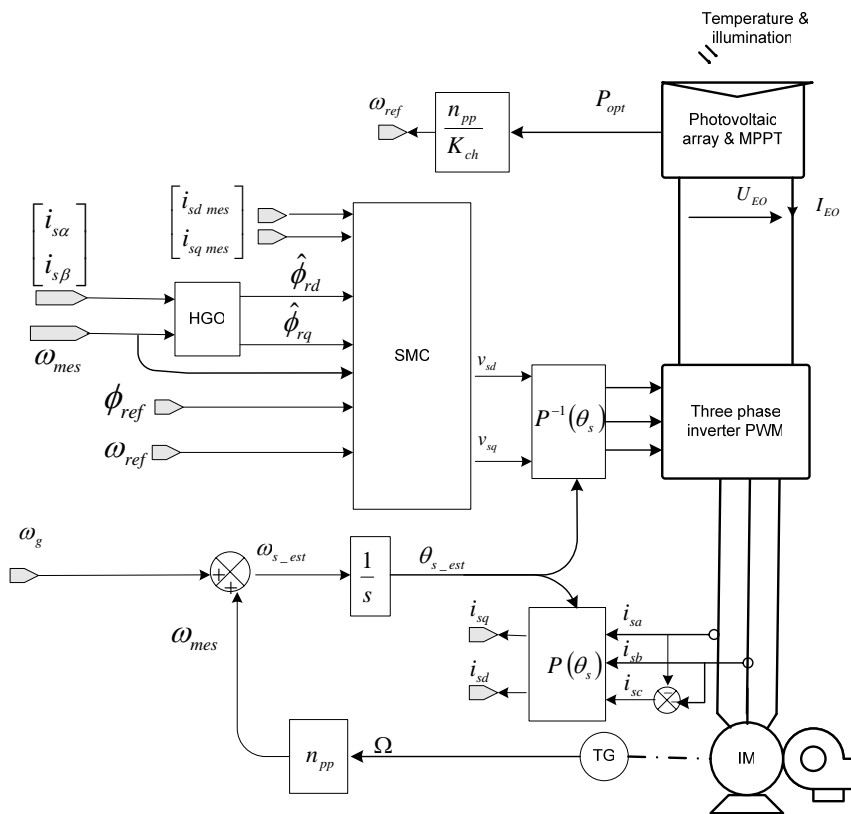 Temperature &
illumination
ω_ref
n_pp
K_ch
P_opt
Photovoltaic
array & MPPT
U_EO
I_EO
i_sα
i_sβ
i_sd mes
i_sq mes
φ̂_rd
HGO
φ̂_rq
ω_mes
SMC
v_sd
P⁻¹(θ_s)
Three phase
inverter PWM
φ_ref
ω_ref
v_sq
ω_g
ω_s_est
1
s
θ_s_est
+
+
ω_mes
i_sq
i_sa
i_sb
P(θ_s)
i_sd
i_sc
−
−
n_pp
Ω
TG
IM